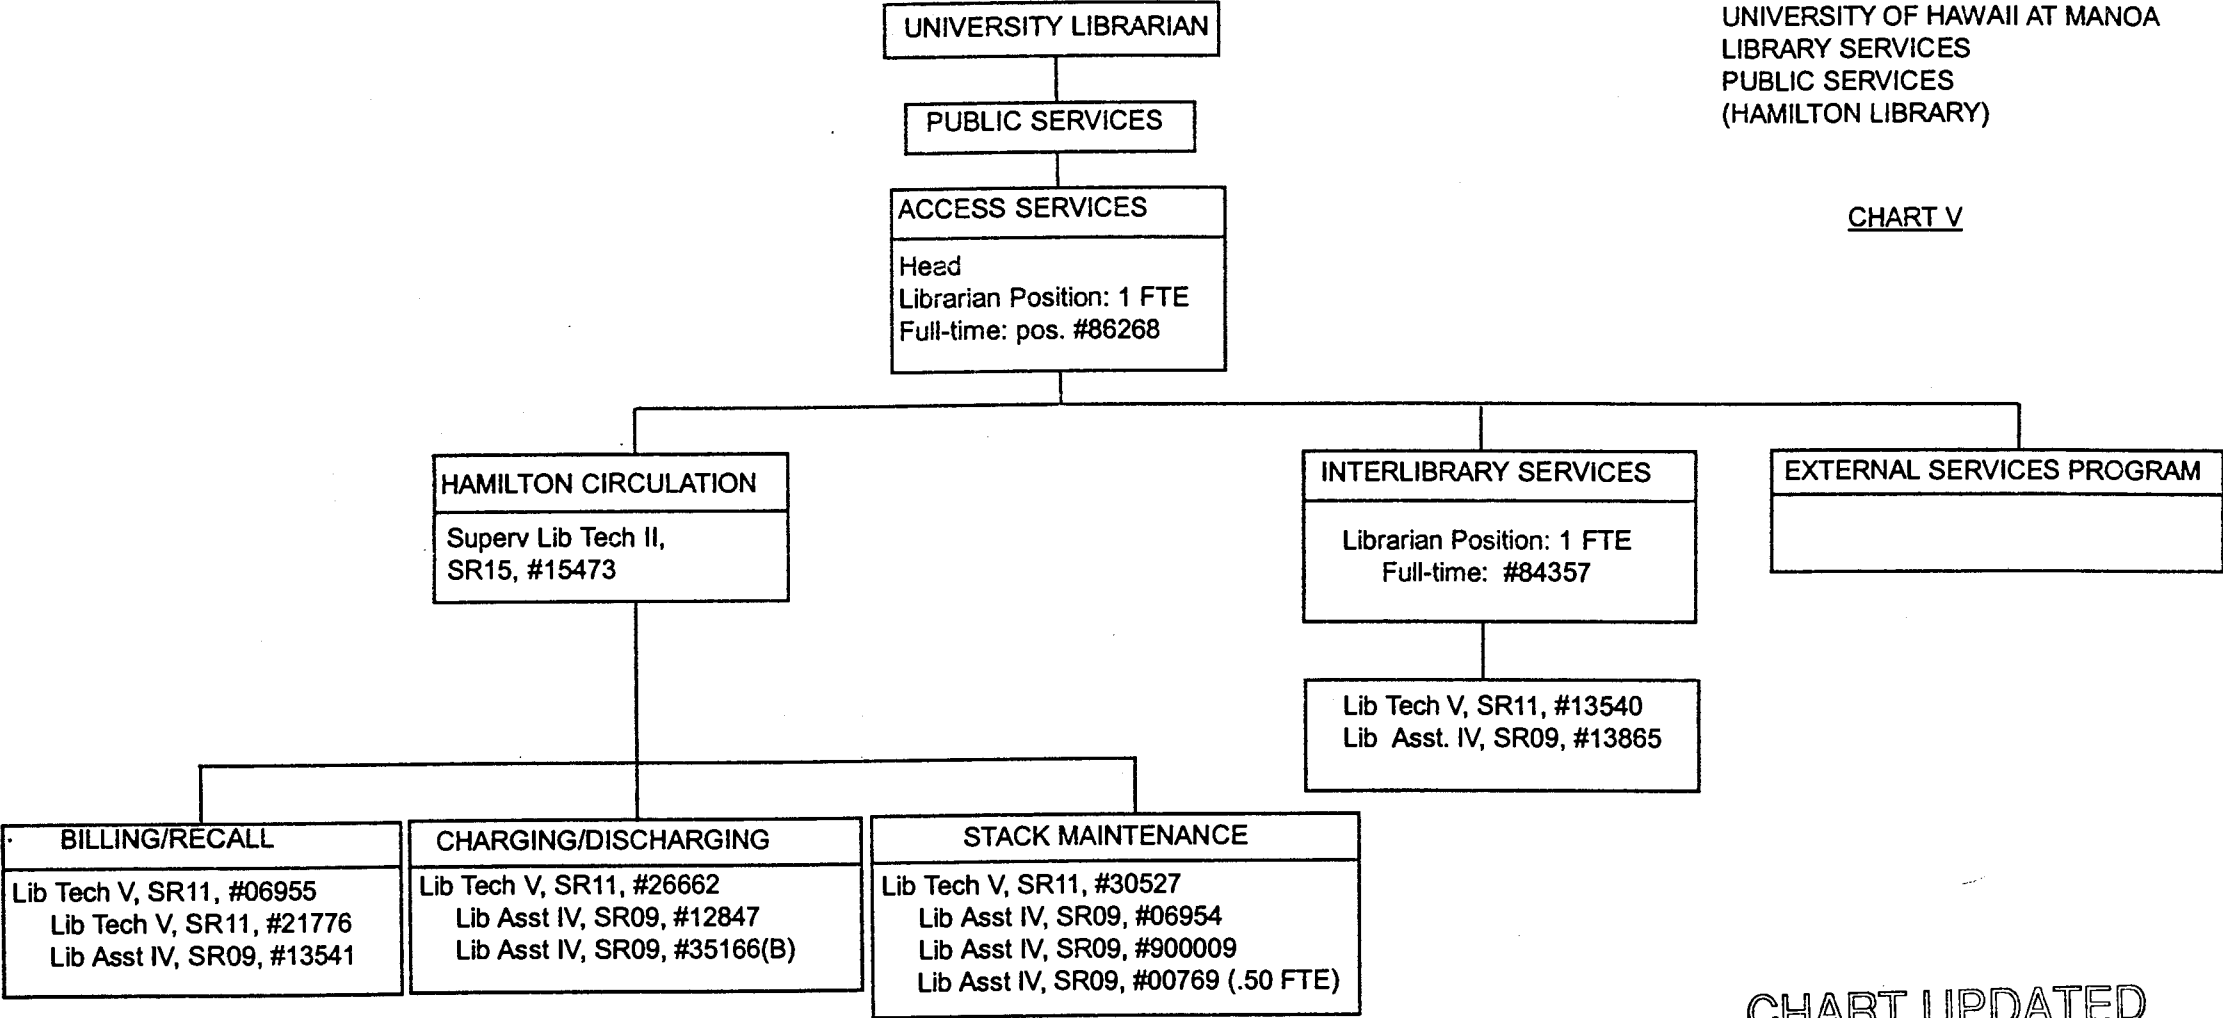 UNIVERSITY OF HAWAII AT MANOA
LIBRARY SERVICES
PUBLIC SERVICES
(HAMILTON LIBRARY)
CHART V
UNIVERSITY LIBRARIAN
PUBLIC SERVICES
ACCESS SERVICES
Head
Librarian Position: 1 FTE
Full-time: pos. #86268
HAMILTON CIRCULATION
Superv Lib Tech II,
SR15, #15473
INTERLIBRARY SERVICES
Librarian Position: 1 FTE
Full-time: #84357
EXTERNAL SERVICES PROGRAM
Lib Tech V, SR11, #13540
Lib Asst. IV, SR09, #13865
BILLING/RECALL
Lib Tech V, SR11, #06955
Lib Tech V, SR11, #21776
Lib Asst IV, SR09, #13541
CHARGING/DISCHARGING
Lib Tech V, SR11, #26662
Lib Asst IV, SR09, #12847
Lib Asst IV, SR09, #35166(B)
STACK MAINTENANCE
Lib Tech V, SR11, #30527
Lib Asst IV, SR09, #06954
Lib Asst IV, SR09, #900009
Lib Asst IV, SR09, #00769 (.50 FTE)
CHART UPDATED